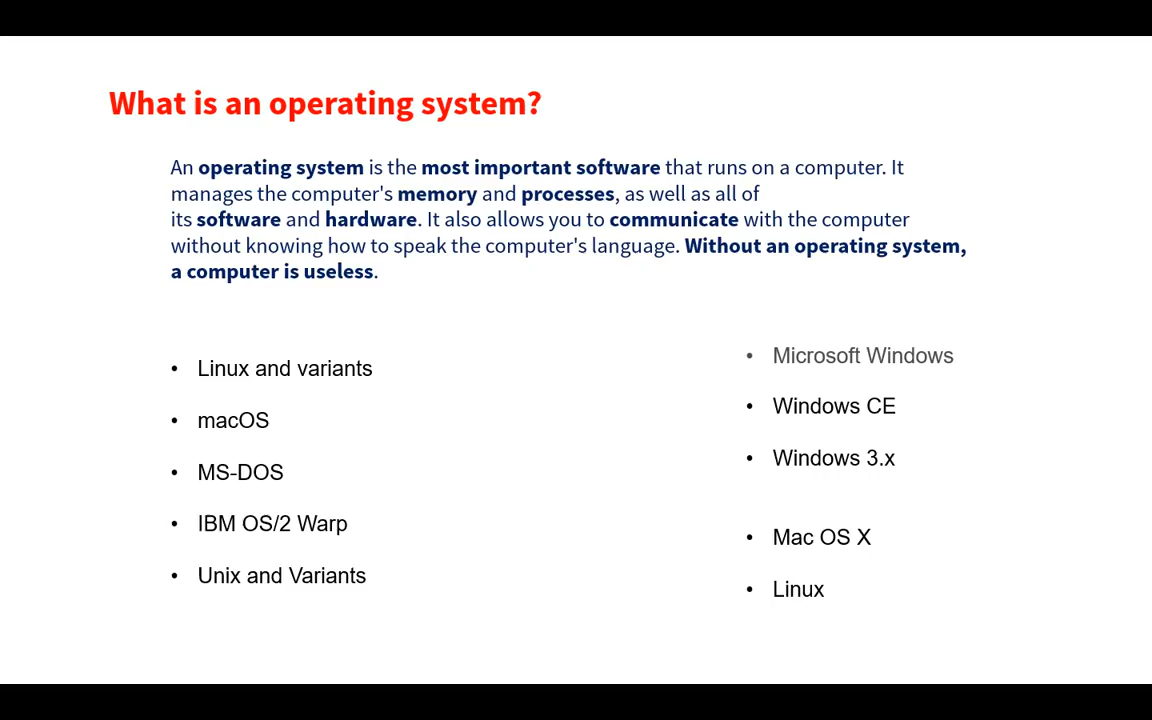 What is an operating system?
An operating system is the most important software that runs on a computer. It
manages the computer's memory and processes, as well as all of
its software and hardware. It also allows you to communicate with the computer
without knowing how to speak the computer's language. Without an operating system,
a computer is useless.
• Linux and variants
• macOS
• MS-DOS
• IBM OS/2 Warp
• Unix and Variants
• Microsoft Windows
• Windows CE
• Windows 3.x
• Mac OS X
• Linux